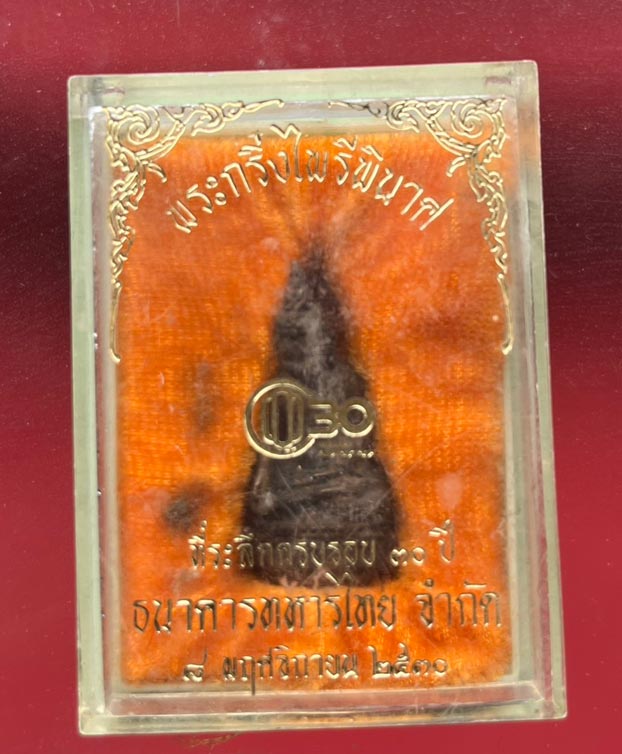 พระกริ่งไพรีพินาศ
30
ที่ระลึกครบรอบ ๓๐ ปี
ธนาคารทหารไทย จำกัด
๘ พฤศจิกายน ๒๕๓๐